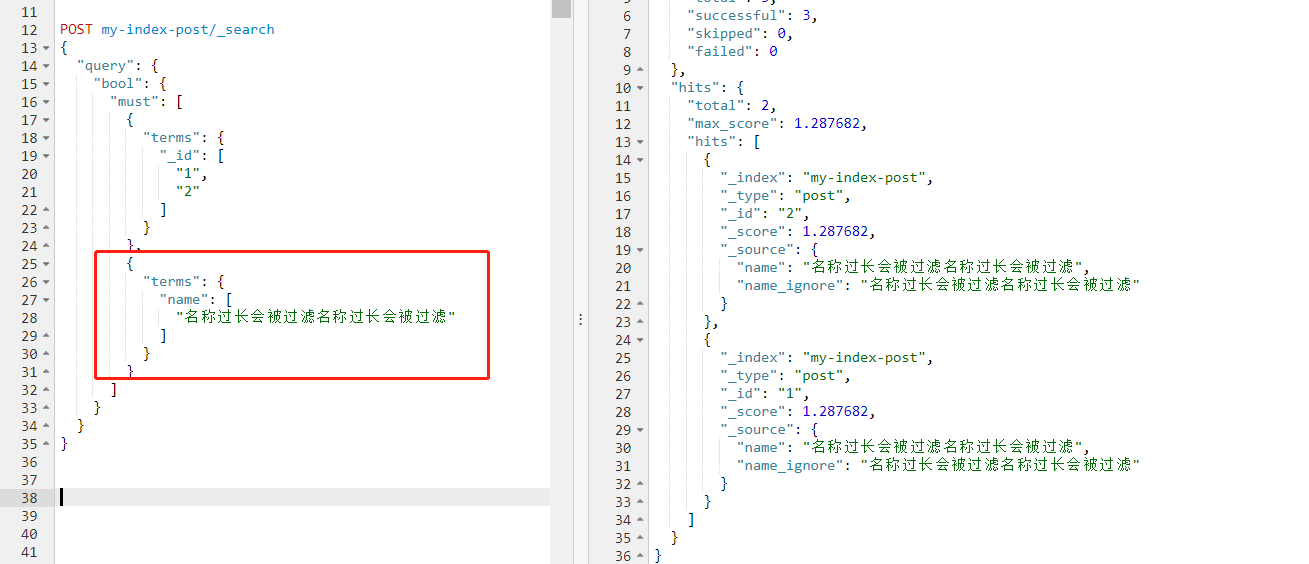 11
12 POST my-index-post/_search
13 {
14 "query": {
15 "bool": {
16 "must": [
17 {
18 "terms": {
19 "_id": [
20 "1",
21 "2"
22 ]
23 }
24 },
25 {
26 "terms": {
27 "name": [
28 "名称过长会被过滤名称过长会被过滤"
29 ]
30 }
31 }
32 ]
33 }
34 }
35 }
36
37
38
39
40
41
6 "successful": 3,
7 "skipped": 0,
8 "failed": 0
9 },
10 "hits": {
11 "total": 2,
12 "max_score": 1.287682,
13 "hits": [
14 {
15 "_index": "my-index-post",
16 "_type": "post",
17 "_id": "2",
18 "_score": 1.287682,
19 "_source": {
20 "name": "名称过长会被过滤名称过长会被过滤",
21 "name_ignore": "名称过长会被过滤名称过长会被过滤"
22 }
23 },
24 {
25 "_index": "my-index-post",
26 "_type": "post",
27 "_id": "1",
28 "_score": 1.287682,
29 "_source": {
30 "name": "名称过长会被过滤名称过长会被过滤",
31 "name_ignore": "名称过长会被过滤名称过长会被过滤"
32 }
33 }
34 ]
35 }
36 }